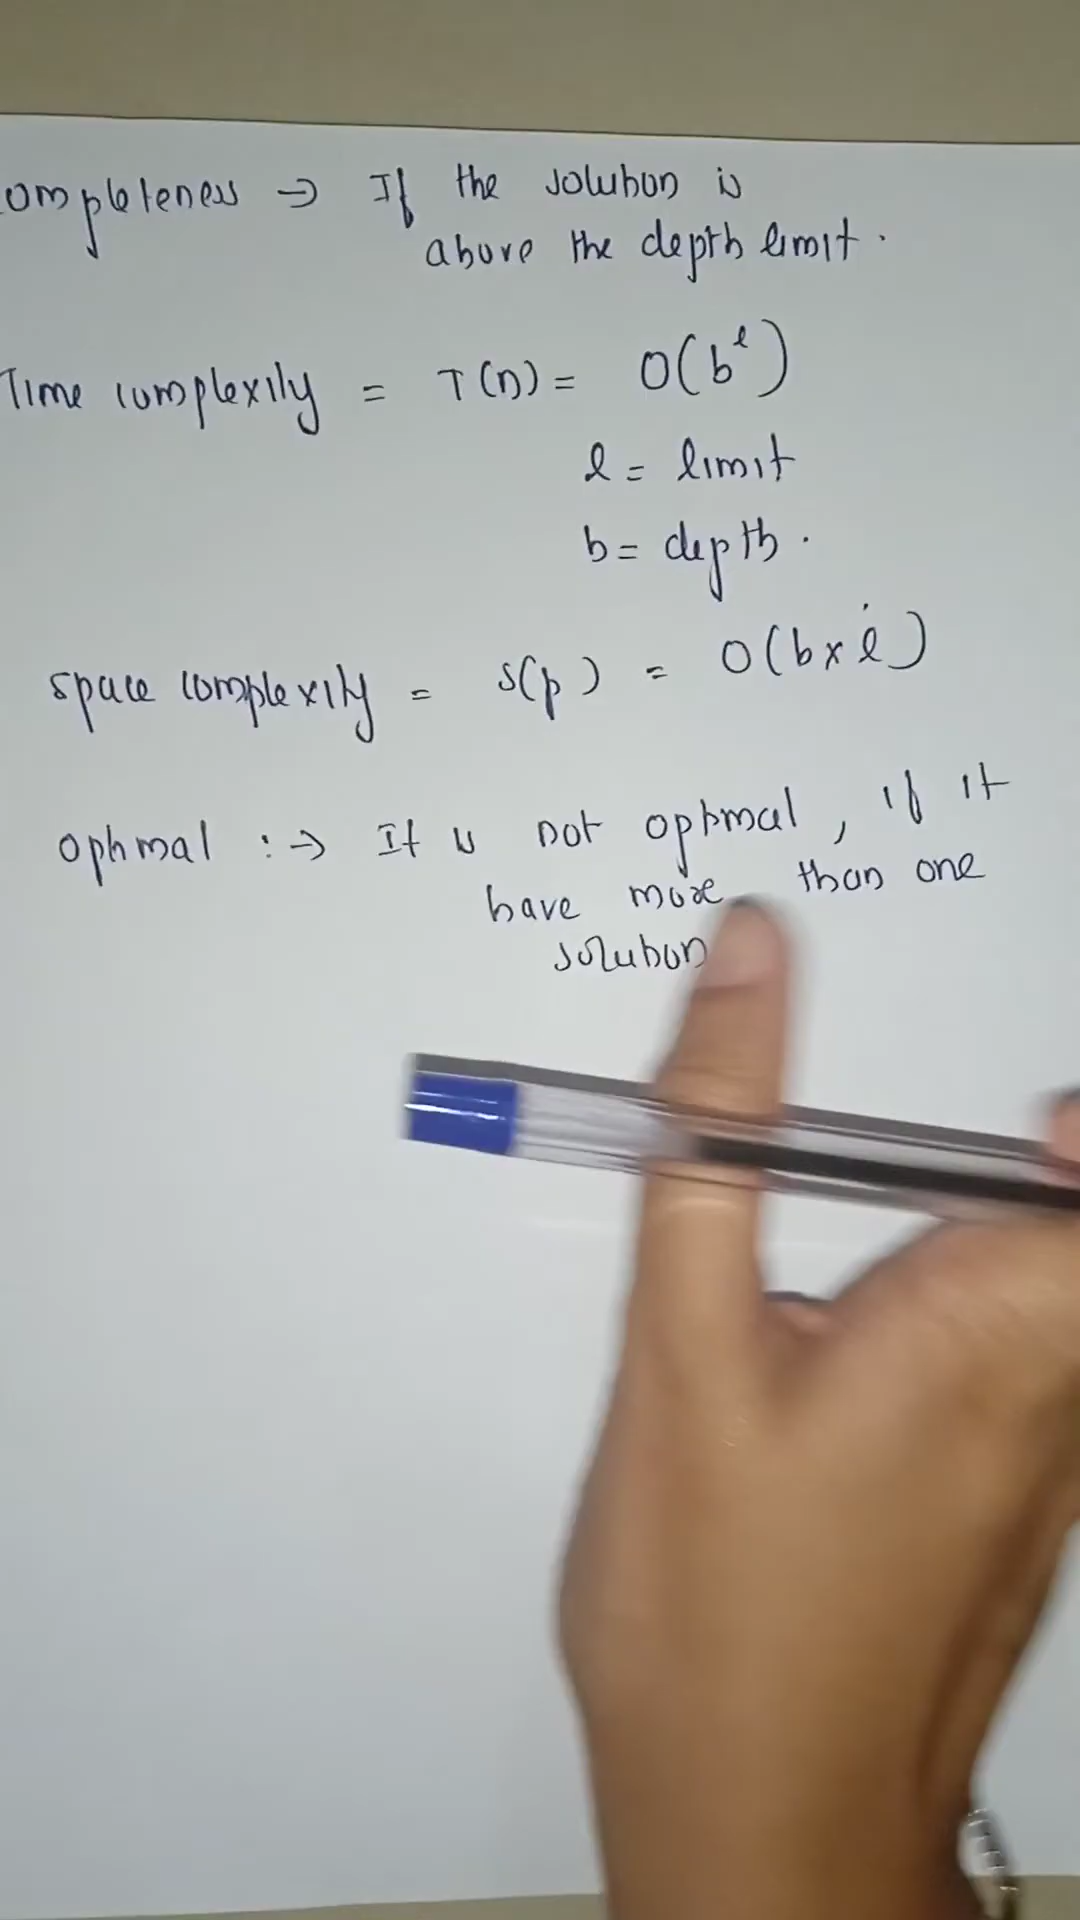 ompleteness → If the solution is
above the depth limit.
Time complexity = T(n) = O(b^l)
l = limit
b = depth.
space complexity = s(p) = O(b×l)
optimal :→ It is not optimal, if it
have more than one
solution